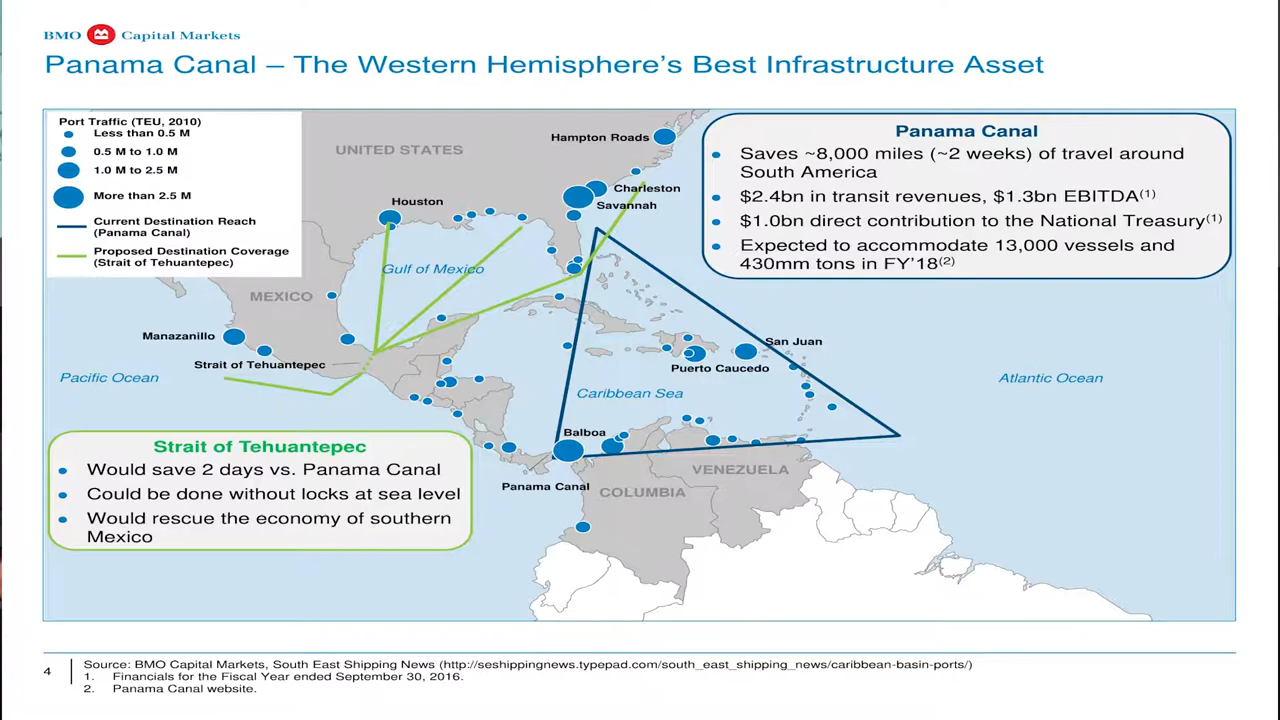 BMO Capital Markets
Panama Canal – The Western Hemisphere's Best Infrastructure Asset
Port Traffic (TEU, 2010)
Less than 0.5 M
0.5 M to 1.0 M
1.0 M to 2.5 M
More than 2.5 M
Current Destination Reach
(Panama Canal)
Proposed Destination Coverage
(Strait of Tehuantepec)
Panama Canal
• Saves ~8,000 miles (~2 weeks) of travel around
South America
• $2.4bn in transit revenues, $1.3bn EBITDA(1)
• $1.0bn direct contribution to the National Treasury(1)
• Expected to accommodate 13,000 vessels and
430mm tons in FY'18(2)
Hampton Roads
UNITED STATES
Charleston
Houston
Savannah
Gulf of Mexico
MEXICO
Manazanillo
San Juan
Strait of Tehuantepec
Puerto Caucedo
Pacific Ocean
Atlantic Ocean
Caribbean Sea
Balboa
VENEZUELA
Panama Canal
COLUMBIA
Strait of Tehuantepec
• Would save 2 days vs. Panama Canal
• Could be done without locks at sea level
• Would rescue the economy of southern
Mexico
4
Source: BMO Capital Markets, South East Shipping News (http://seshippingnews.typepad.com/south_east_shipping_news/caribbean-basin-ports/)
1. Financials for the Fiscal Year ended September 30, 2016.
2. Panama Canal website.